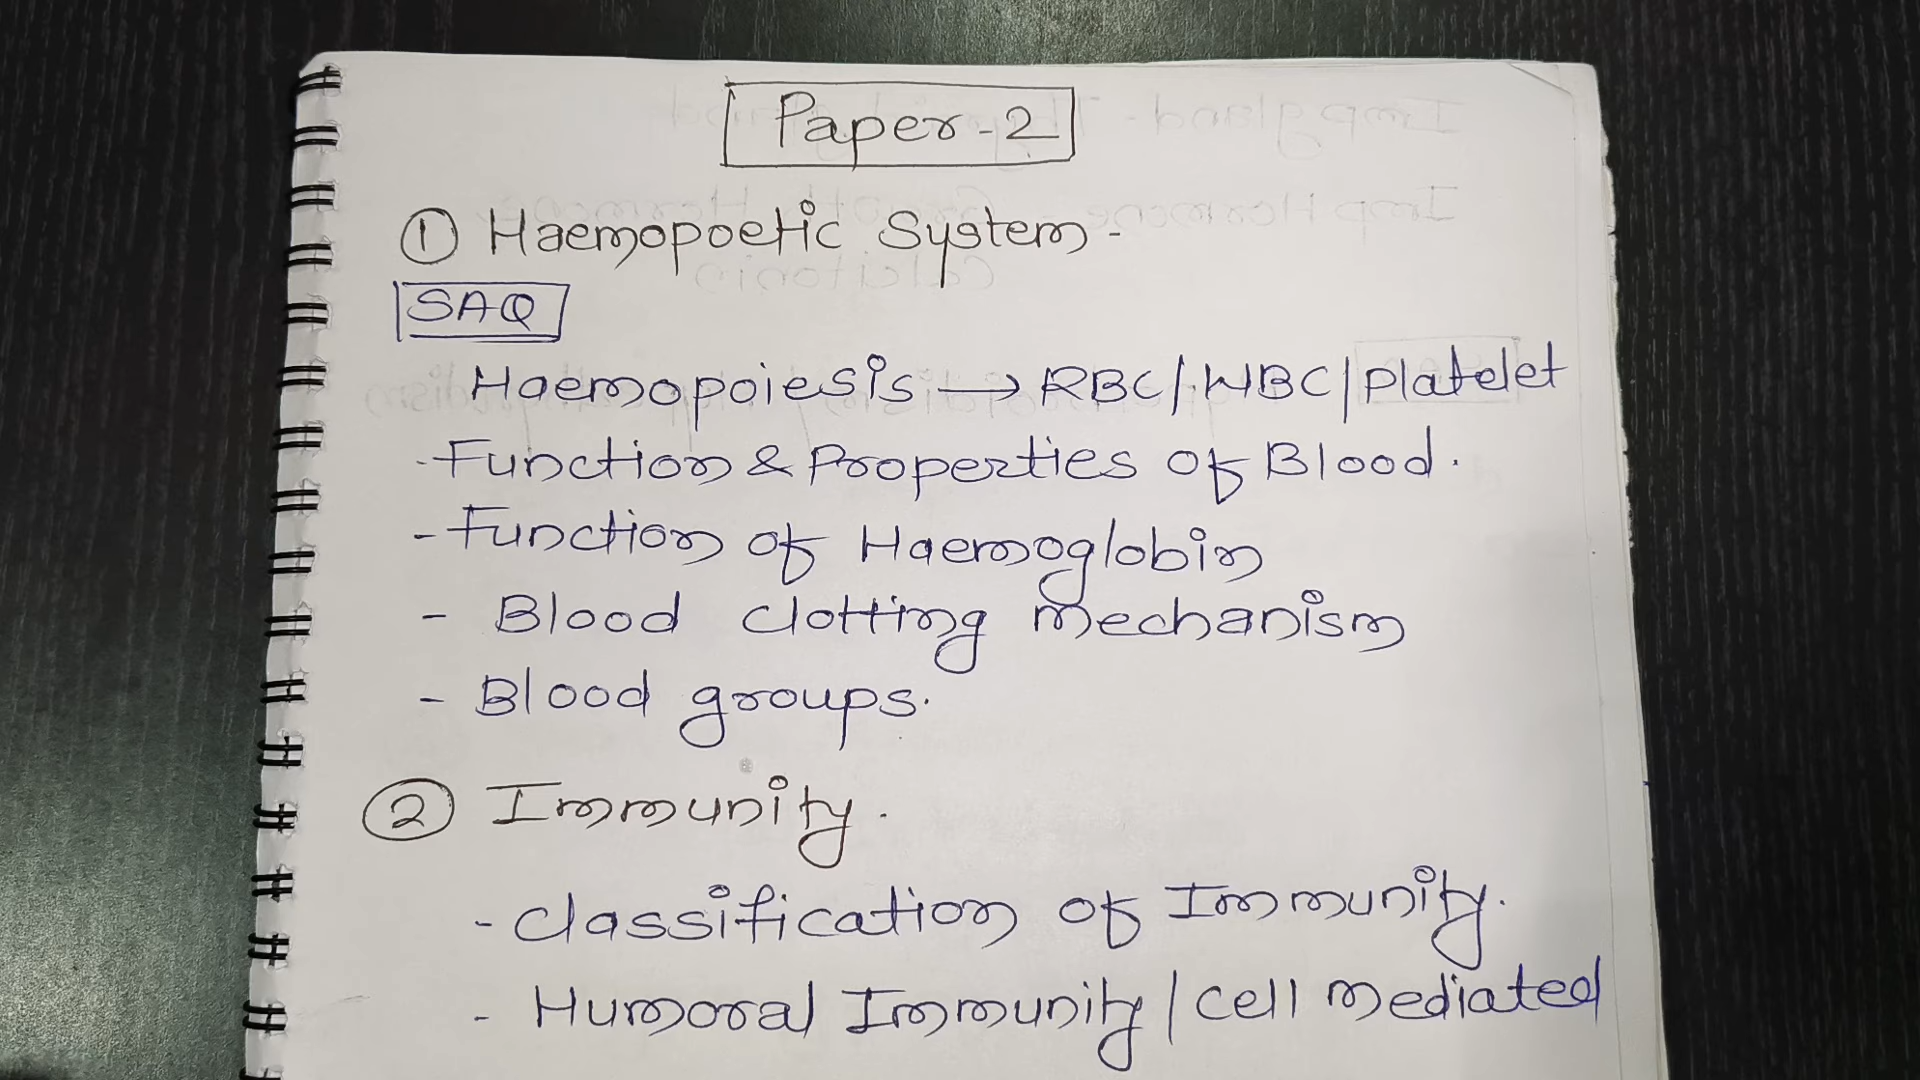 Paper-2
① Haemopoetic System-
SAQ
Haemopoiesis → RBC/WBC/Platelet
-Function & Properties of Blood.
-Function of Haemoglobin
- Blood clotting mechanism
- Blood groups.
② Immunity.
-Classification of Immunity.
- Humoral Immunity/cell mediated